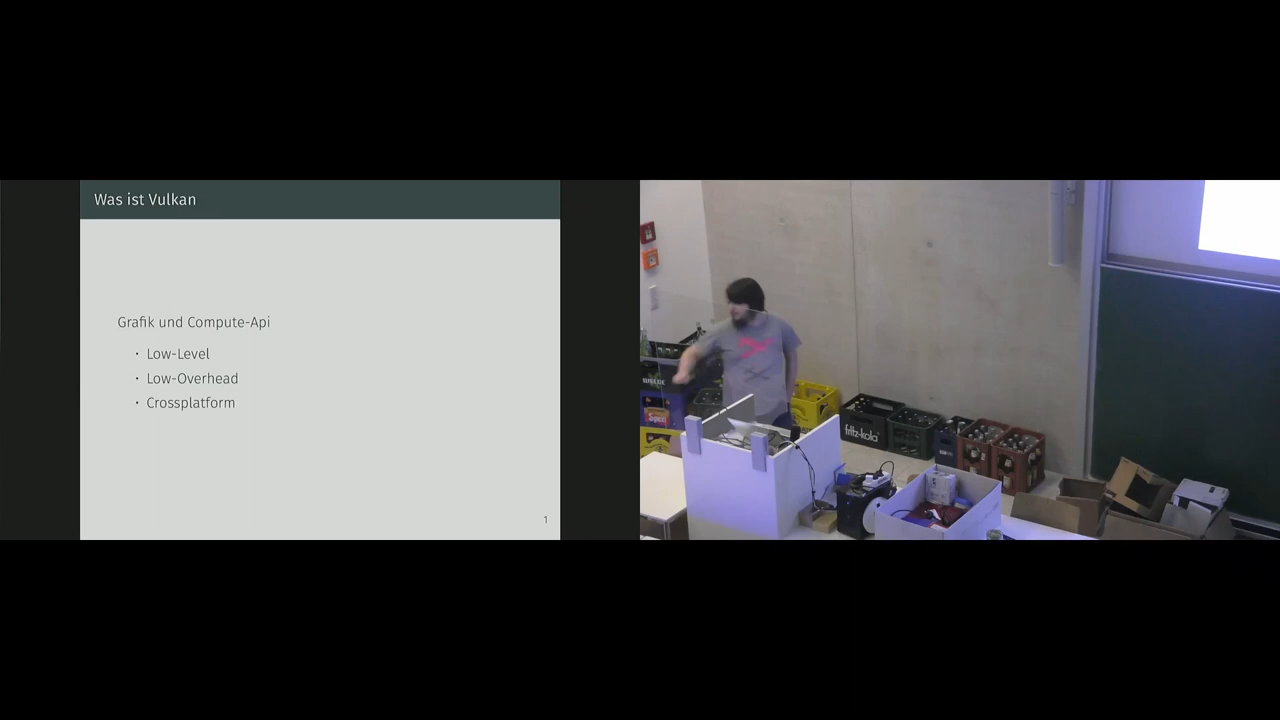 Was ist Vulkan
Grafik und Compute-Api
• Low-Level
• Low-Overhead
• Crossplatform
1
fritz-kola